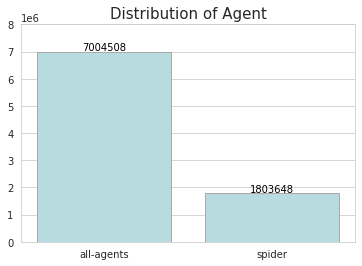 Distribution of Agent
1e6
8
7
6
5
4
3
2
1
0
7004508
1803648
all-agents
spider